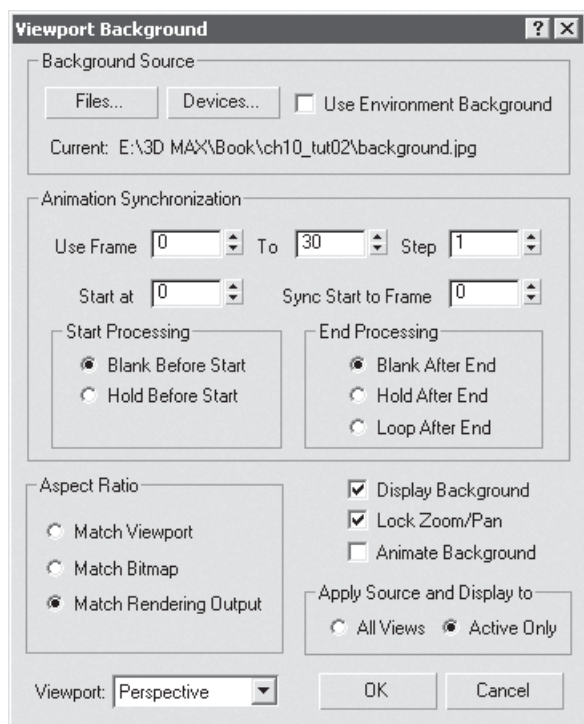 Viewport Background
Background Source
Files... Devices... Use Environment Background
Current: E:\3D MAX\Book\ch10_tut02\background.jpg
Animation Synchronization
Use Frame 0 To 30 Step 1
Start at 0 Sync Start to Frame 0
Start Processing
Blank Before Start
Hold Before Start
End Processing
Blank After End
Hold After End
Loop After End
Aspect Ratio
Match Viewport
Match Bitmap
Match Rendering Output
Display Background
Lock Zoom/Pan
Animate Background
Apply Source and Display to
All Views Active Only
Viewport: Perspective OK Cancel